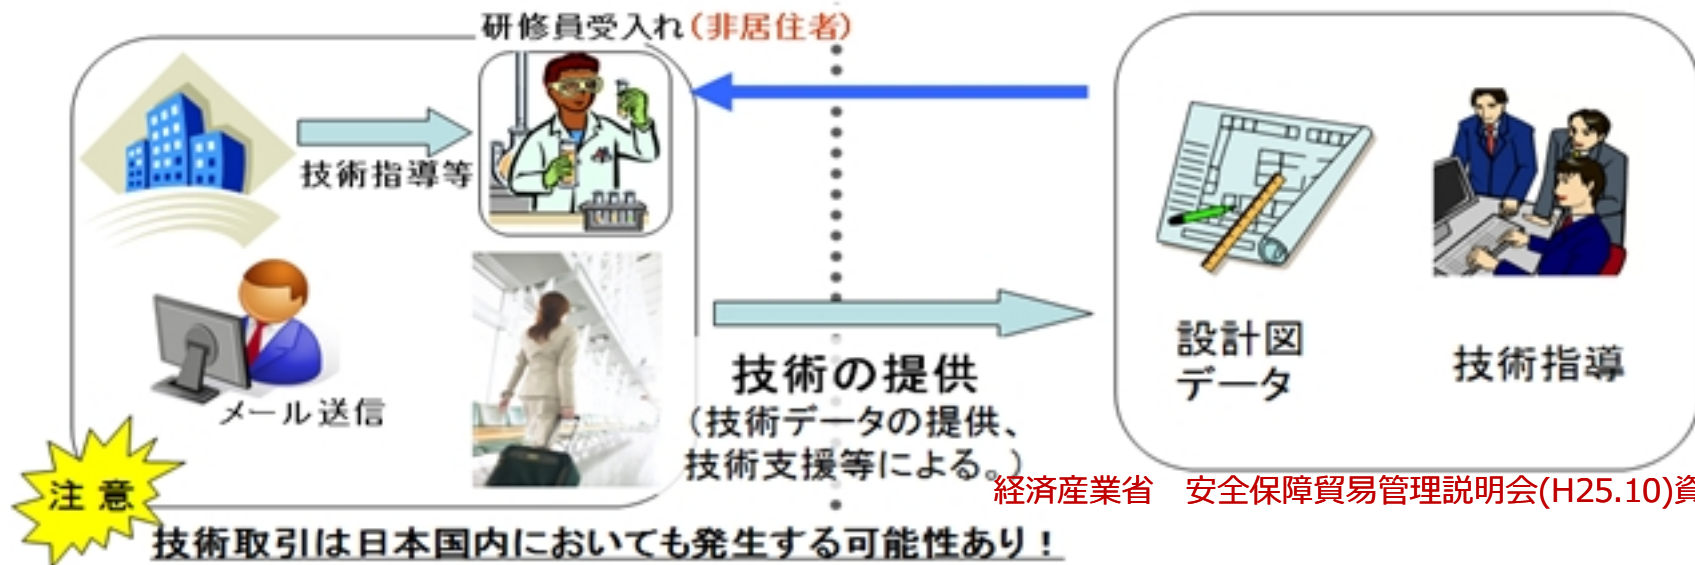 研修員受入れ(非居住者)
技術指導等
メール送信
技術の提供
(技術データの提供、
技術支援等による。)
設計図
データ
技術指導
経済産業省　安全保障貿易管理説明会(H25.10)資
注意
技術取引は日本国内においても発生する可能性あり！